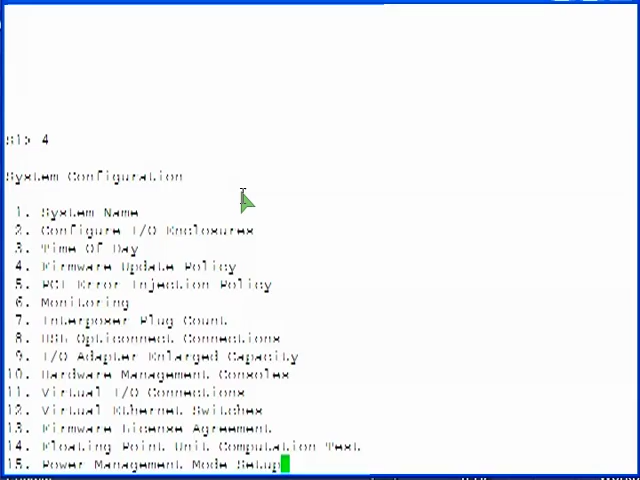 S1> 4
System Configuration
1. System Name
2. Configure I/O Enclosures
3. Time Of Day
4. Firmware Update Policy
5. PCI Error Injection Policy
6. Monitoring
7. Interposer Plug Count
8. HSL Opticonnect Connections
9. I/O Adapter Enlarged Capacity
10. Hardware Management Consoles
11. Virtual I/O Connections
12. Virtual Ethernet Switches
13. Firmware License Agreement
14. Floating Point Unit Computation Test
15. Power Management Mode Setup